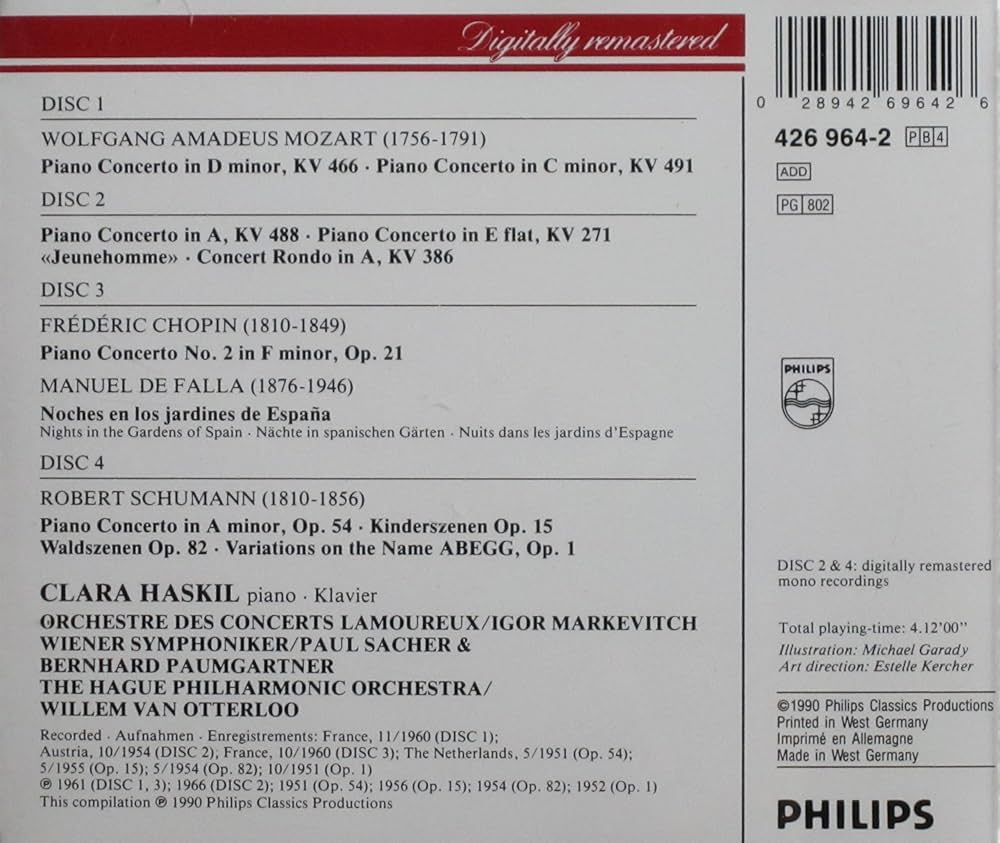 Digitally remastered
DISC 1
WOLFGANG AMADEUS MOZART (1756-1791)
Piano Concerto in D minor, KV 466 · Piano Concerto in C minor, KV 491
DISC 2
Piano Concerto in A, KV 488 · Piano Concerto in E flat, KV 271
«Jeunehomme» · Concert Rondo in A, KV 386
DISC 3
FRÉDÉRIC CHOPIN (1810-1849)
Piano Concerto No. 2 in F minor, Op. 21
MANUEL DE FALLA (1876-1946)
Noches en los jardines de España
Nights in the Gardens of Spain · Nächte in spanischen Gärten · Nuits dans les jardins d'Espagne
DISC 4
ROBERT SCHUMANN (1810-1856)
Piano Concerto in A minor, Op. 54 · Kinderszenen Op. 15
Waldszenen Op. 82 · Variations on the Name ABEGG, Op. 1
CLARA HASKIL piano · Klavier
ORCHESTRE DES CONCERTS LAMOUREUX/IGOR MARKEVITCH
WIENER SYMPHONIKER/PAUL SACHER &
BERNHARD PAUMGARTNER
THE HAGUE PHILHARMONIC ORCHESTRA/
WILLEM VAN OTTERLOO
Recorded · Aufnahmen · Enregistrements: France, 11/1960 (DISC 1);
Austria, 10/1954 (DISC 2); France, 10/1960 (DISC 3); The Netherlands, 5/1951 (Op. 54);
5/1955 (Op. 15); 5/1954 (Op. 82); 10/1951 (Op. 1)
℗ 1961 (DISC 1, 3); 1966 (DISC 2); 1951 (Op. 54); 1956 (Op. 15); 1954 (Op. 82); 1952 (Op. 1)
This compilation ℗ 1990 Philips Classics Productions
0 28942 69642 6
426 964-2 PB4
ADD
PG 802
PHILIPS
DISC 2 & 4: digitally remastered
mono recordings
Total playing-time: 4.12'00"
Illustration: Michael Garady
Art direction: Estelle Kercher
©1990 Philips Classics Productions
Printed in West Germany
Imprimé en Allemagne
Made in West Germany
PHILIPS